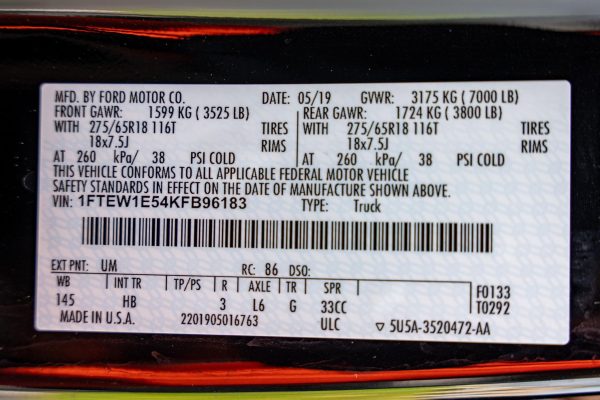 MFD. BY FORD MOTOR CO. DATE: 05/19 GVWR: 3175 KG ( 7000 LB)
FRONT GAWR: 1599 KG ( 3525 LB) REAR GAWR: 1724 KG ( 3800 LB)
WITH 275/65R18 116T TIRES WITH 275/65R18 116T TIRES
18x7.5J RIMS 18x7.5J RIMS
AT 260 kPa/ 38 PSI COLD AT 260 kPa/ 38 PSI COLD
THIS VEHICLE CONFORMS TO ALL APPLICABLE FEDERAL MOTOR VEHICLE
SAFETY STANDARDS IN EFFECT ON THE DATE OF MANUFACTURE SHOWN ABOVE.
VIN: 1FTEW1E54KFB96183 TYPE: Truck
EXT PNT: UM RC: 86 DSO:
WB INT TR TP/PS R AXLE TR SPR F0133
145 HB 3 L6 G 33CC T0292
MADE IN U.S.A. 2201905016763 ULC ▽ 5U5A-3520472-AA